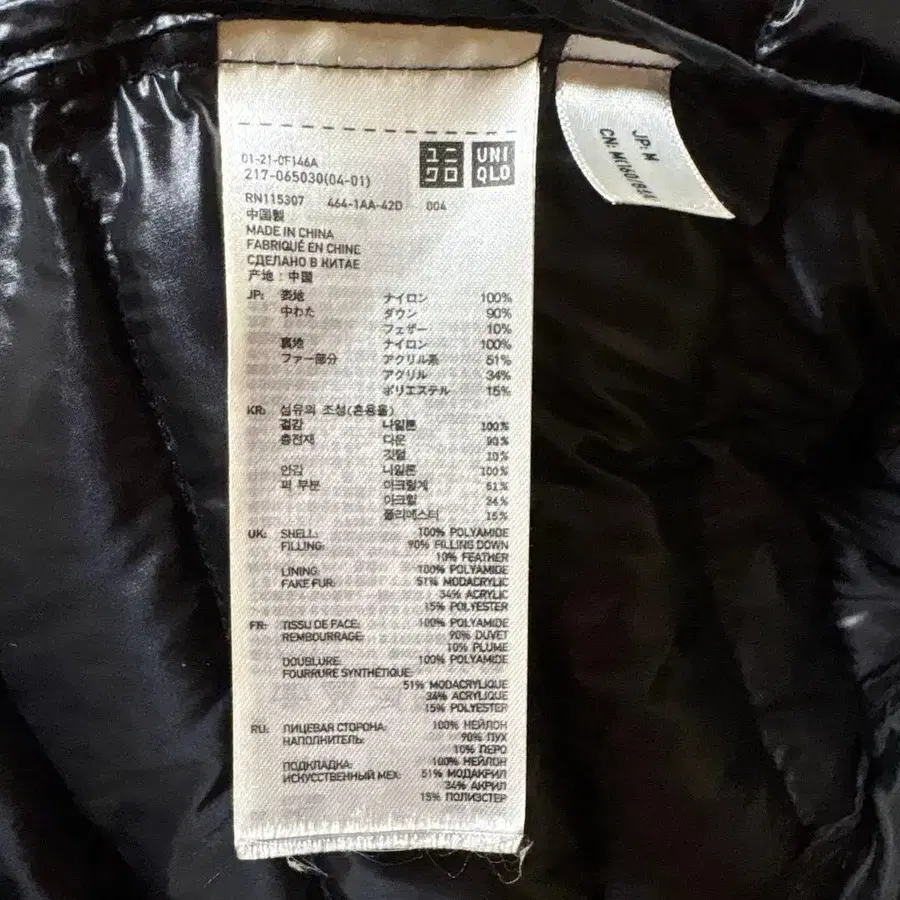 01-21-0F146A
217-065030(04-01)
ユニクロ
UNI
QLO
RN115307 464-1AA-42D 004
中国製
MADE IN CHINA
FABRIQUÉ EN CHINE
СДЕЛАНО В КИТАЕ
产地：中国
JP: 表地 ナイロン 100%
中わた ダウン 90%
フェザー 10%
裏地 ナイロン 100%
ファー部分 アクリル系 51%
アクリル 34%
ポリエステル 15%
KR: 섬유의 조성(혼용율)
겉감 나일론 100%
충전재 다운 90%
깃털 10%
안감 나일론 100%
퍼 부분 아크릴계 51%
아크릴 34%
폴리에스터 15%
UK: SHELL: 100% POLYAMIDE
FILLING: 90% FILLING DOWN
10% FEATHER
LINING: 100% POLYAMIDE
FAKE FUR: 51% MODACRYLIC
34% ACRYLIC
15% POLYESTER
FR: TISSU DE FACE: 100% POLYAMIDE
REMBOURRAGE: 90% DUVET
10% PLUME
DOUBLURE: 100% POLYAMIDE
FOURRURE SYNTHÉTIQUE:
51% MODACRYLIQUE
34% ACRYLIQUE
15% POLYESTER
RU: ЛИЦЕВАЯ СТОРОНА: 100% НЕЙЛОН
НАПОЛНИТЕЛЬ: 90% ПУХ
10% ПЕРО
ПОДКЛАДКА: 100% НЕЙЛОН
ИСКУССТВЕННЫЙ МЕХ: 51% МОДАКРИЛ
34% АКРИЛ
15% ПОЛИЭСТЕР
JP: M
CN: M(160/84A